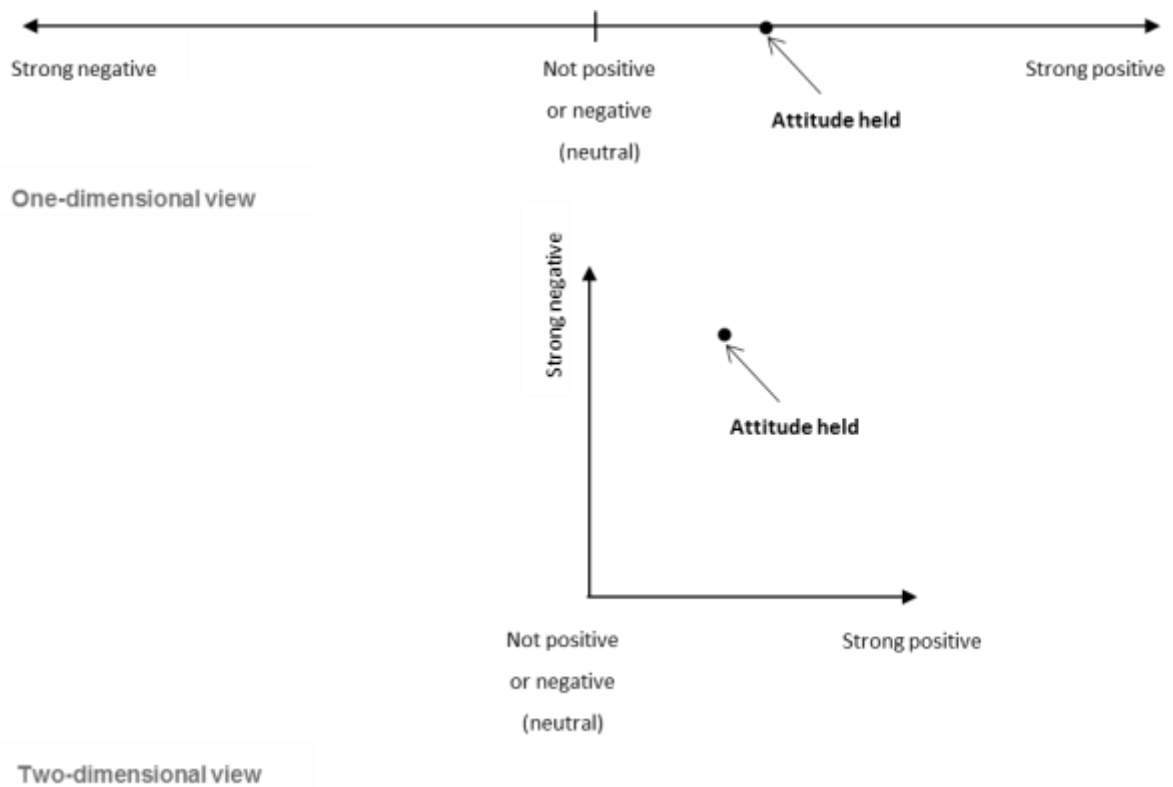 Strong negative
Not positive
or negative
(neutral)
Strong positive
Attitude held
One-dimensional view
Strong negative
Attitude held
Not positive
or negative
(neutral)
Strong positive
Two-dimensional view